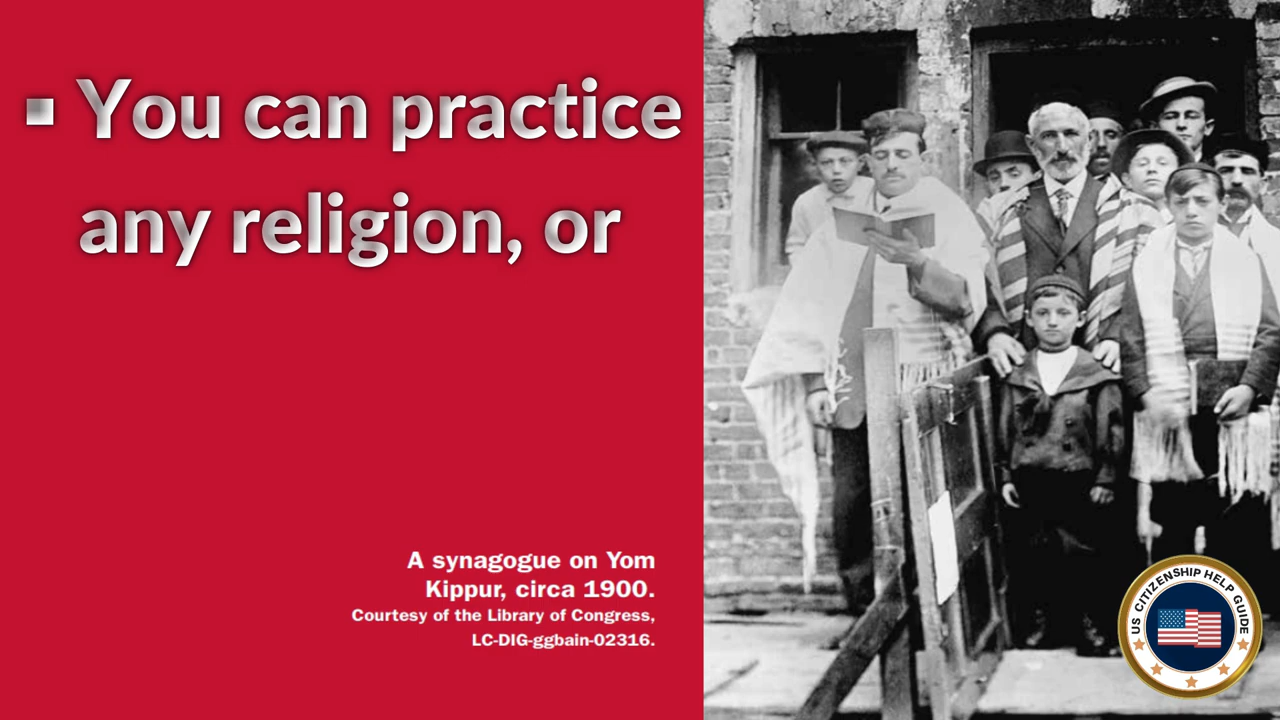 ▪ You can practice
any religion, or
A synagogue on Yom
Kippur, circa 1900.
Courtesy of the Library of Congress,
LC-DIG-ggbain-02316.
US CITIZENSHIP HELP GUIDE